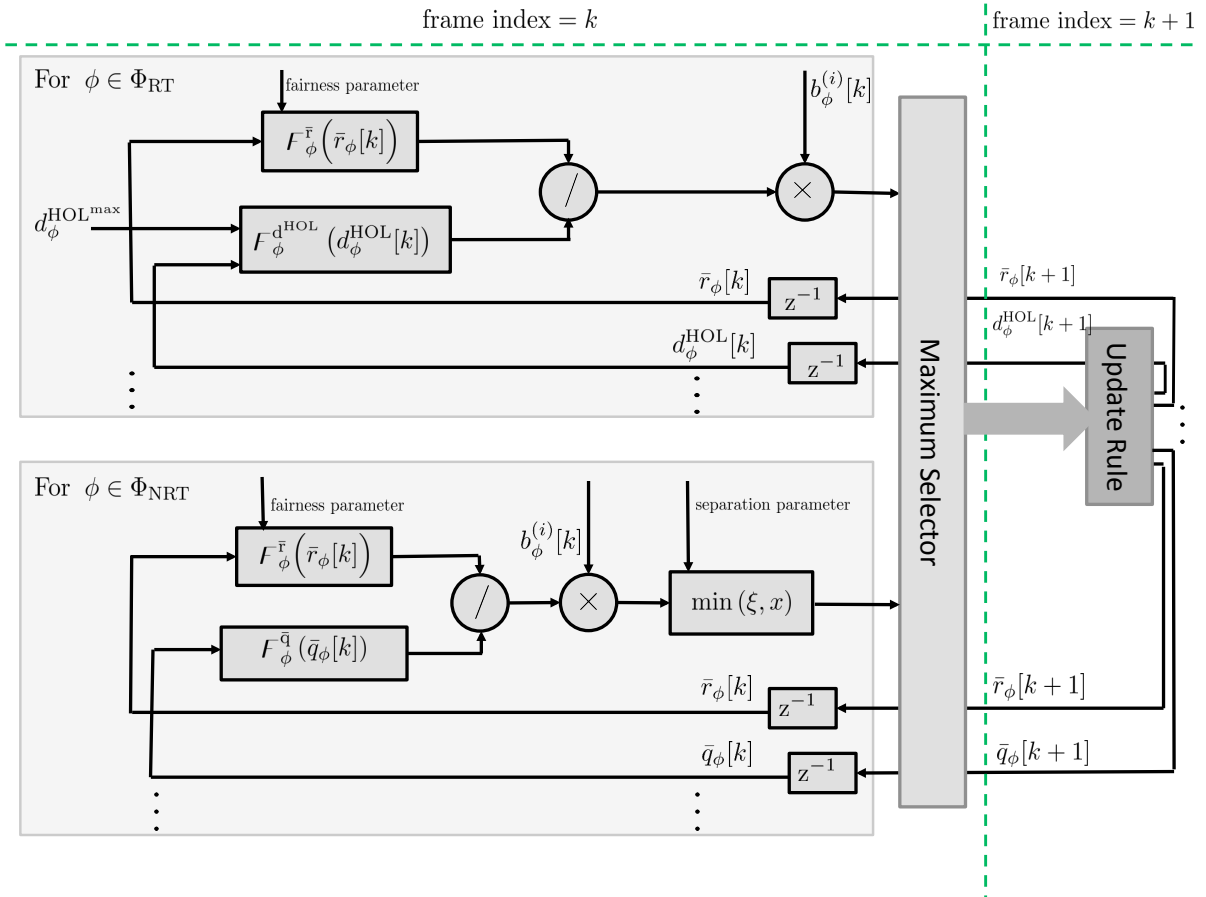 frame index = k
frame index = k + 1
For ϕ ∈ Φ_RT
fairness parameter
b_ϕ^{(i)}[k]
F_ϕ^{r̄}(r̄_ϕ[k])
/
×
d_ϕ^{HOL^{max}}
F_ϕ^{d^{HOL}}(d_ϕ^{HOL}[k])
r̄_ϕ[k]
z^{−1}
r̄_ϕ[k+1]
d_ϕ^{HOL}[k]
z^{−1}
d_ϕ^{HOL}[k+1]
Maximum Selector
Update Rule
For ϕ ∈ Φ_NRT
fairness parameter
separation parameter
b_ϕ^{(i)}[k]
F_ϕ^{r̄}(r̄_ϕ[k])
/
×
min (ξ, x)
F_ϕ^{q̄}(q̄_ϕ[k])
r̄_ϕ[k]
z^{−1}
r̄_ϕ[k + 1]
q̄_ϕ[k]
z^{−1}
q̄_ϕ[k + 1]